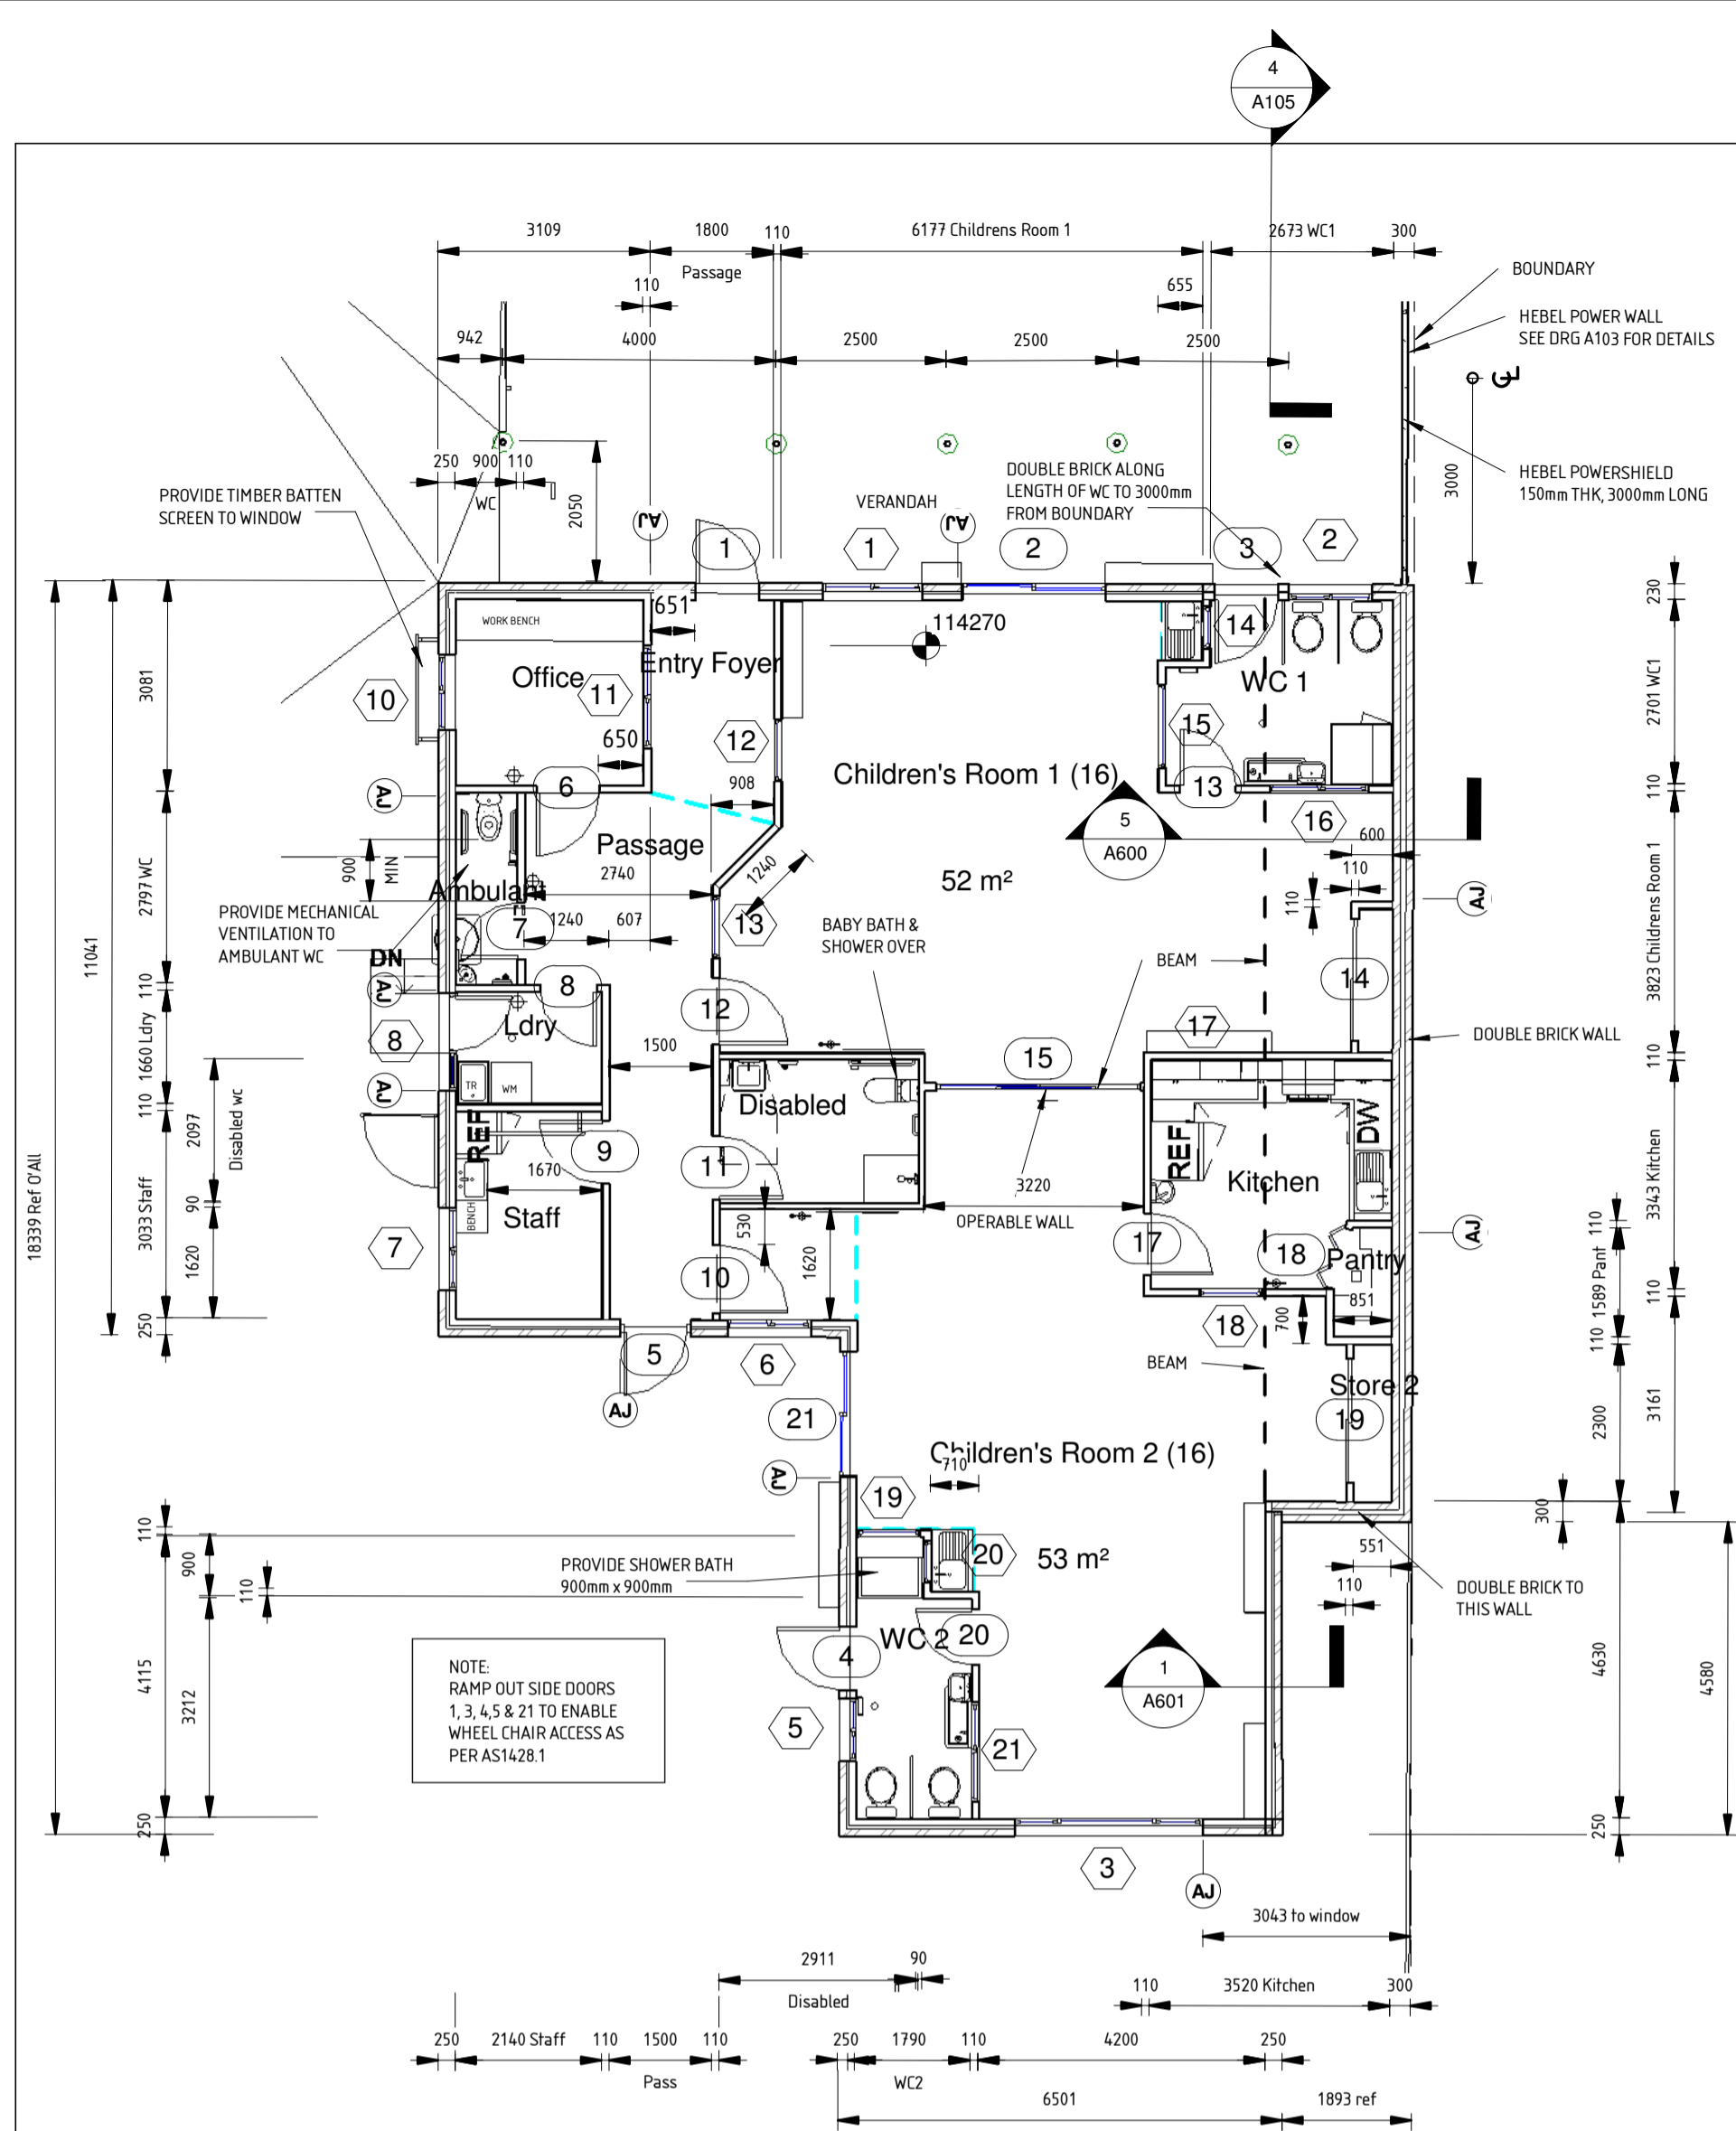 4
A105
3109
1800
110
6177 Childrens Room 1
2673 WC1
300
Passage
110
655
BOUNDARY
HEBEL POWER WALL
SEE DRG A103 FOR DETAILS
942
4000
2500
2500
2500
HEBEL POWERSHIELD
150mm THK, 3000mm LONG
3000
250
900
110
WC
2050
PROVIDE TIMBER BATTEN
SCREEN TO WINDOW
VERANDAH
DOUBLE BRICK ALONG
LENGTH OF WC TO 3000mm
FROM BOUNDARY
AJ
AJ
1
1
2
3
2
651
WORK BENCH
114270
14
230
Office
Entry Foyer
WC 1
10
11
12
15
3081
2701 WC1
650
908
Children's Room 1 (16)
6
13
110
AJ
5
A600
16
600
Passage
2740
1240
52 m²
110
110
AJ
900
MIN
2797 WC
Ambulant
PROVIDE MECHANICAL
VENTILATION TO
AMBULANT WC
7
1240
607
13
BABY BATH &
SHOWER OVER
BEAM
3823 Childrens Room 1
11041
DN
AJ
110
8
14
12
Ldry
8
1660 Ldry
17
DOUBLE BRICK WALL
1500
15
110
AJ
TR
WM
110
Disabled
2097
Disabled wc
REF
9
1670
11
DW
REF
Kitchen
3343 Kitchen
18339 Ref O'All
3033 Staff
90
Staff
BENCH
3220
OPERABLE WALL
530
110
AJ
7
10
1620
1620
17
18
Pantry
1589 Pant
110
851
18
700
250
110
5
6
BEAM
AJ
21
Store 2
19
2300
3161
Children's Room 2 (16)
710
AJ
19
300
110
900
110
PROVIDE SHOWER BATH
900mm x 900mm
20
53 m²
551
110
DOUBLE BRICK TO
THIS WALL
WC 2
20
4
1
A601
4630
4580
4115
3212
NOTE:
RAMP OUT SIDE DOORS
1, 3, 4,5 & 21 TO ENABLE
WHEEL CHAIR ACCESS AS
PER AS1428.1
5
21
250
250
3
AJ
3043 to window
2911
90
Disabled
110
3520 Kitchen
300
250
2140 Staff
110
1500
110
250
1790
110
4200
250
Pass
WC2
6501
1893 ref